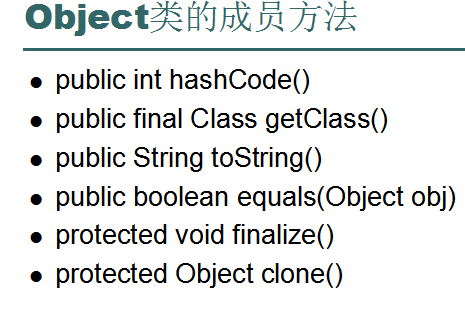 Object类的成员方法
● public int hashCode()
● public final Class getClass()
● public String toString()
● public boolean equals(Object obj)
● protected void finalize()
● protected Object clone()